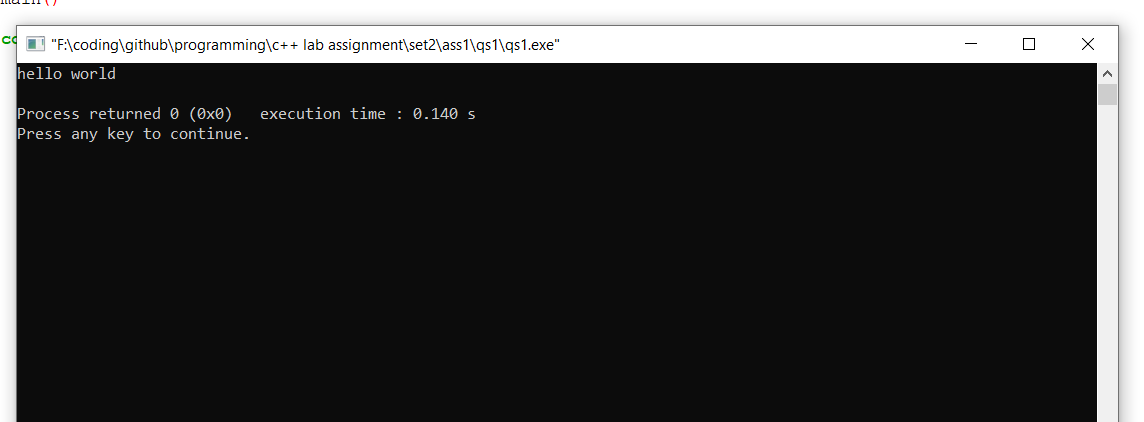 main()
co
"F:\coding\github\programming\c++ lab assignment\set2\ass1\qs1\qs1.exe"
hello world
Process returned 0 (0x0)   execution time : 0.140 s
Press any key to continue.